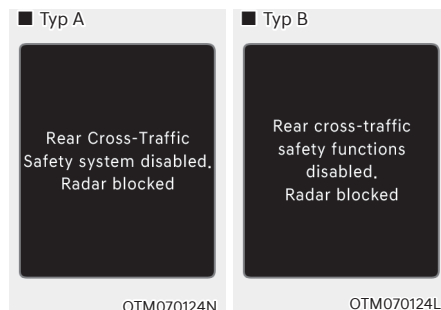 ■ Typ A
Rear Cross-Traffic
Safety system disabled.
Radar blocked
OTM070124N
■ Typ B
Rear cross-traffic
safety functions
disabled.
Radar blocked
OTM070124L